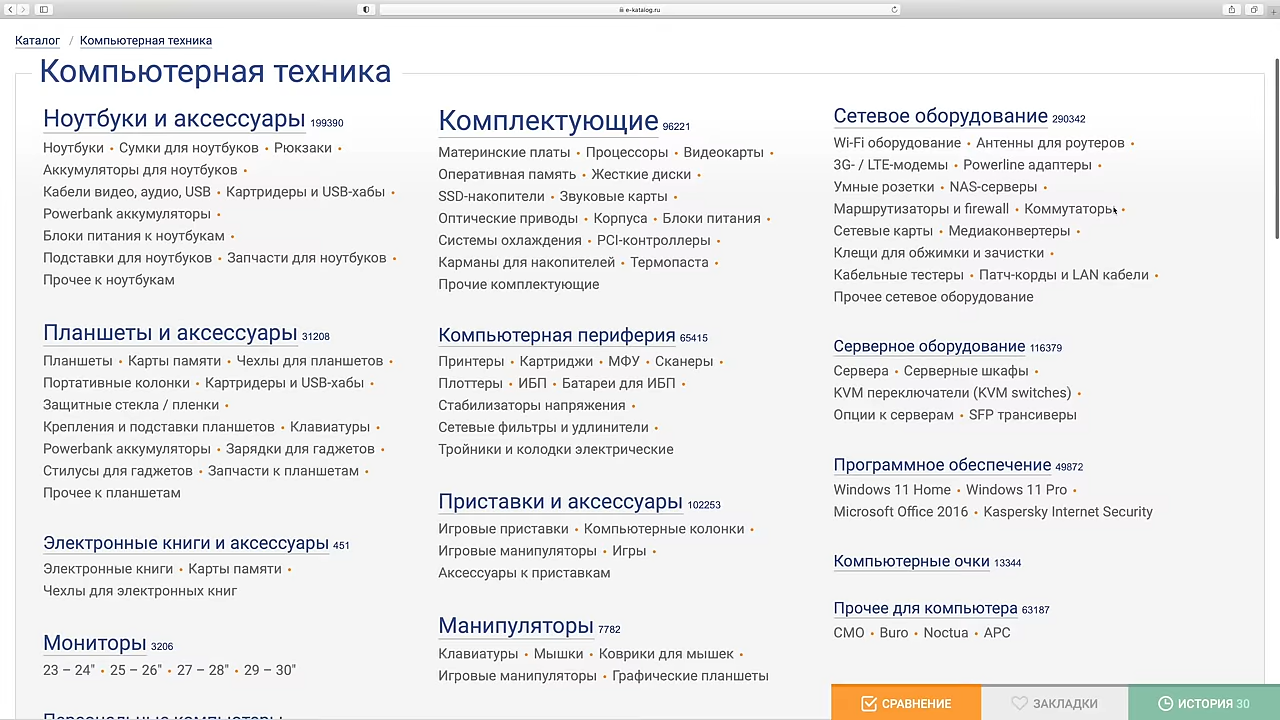 e-katalog.ru
Каталог / Компьютерная техника
Компьютерная техника
Ноутбуки и аксессуары 199390
Ноутбуки • Сумки для ноутбуков • Рюкзаки •
Аккумуляторы для ноутбуков •
Кабели видео, аудио, USB • Картридеры и USB-хабы •
Powerbank аккумуляторы •
Блоки питания к ноутбукам •
Подставки для ноутбуков • Запчасти для ноутбуков •
Прочее к ноутбукам
Планшеты и аксессуары 31208
Планшеты • Карты памяти • Чехлы для планшетов •
Портативные колонки • Картридеры и USB-хабы •
Защитные стекла / пленки •
Крепления и подставки планшетов • Клавиатуры •
Powerbank аккумуляторы • Зарядки для гаджетов •
Стилусы для гаджетов • Запчасти к планшетам •
Прочее к планшетам
Электронные книги и аксессуары 451
Электронные книги • Карты памяти •
Чехлы для электронных книг
Мониторы 3206
23 – 24" • 25 – 26" • 27 – 28" • 29 – 30"
Персональные компьютеры
Комплектующие 96221
Материнские платы • Процессоры • Видеокарты •
Оперативная память • Жесткие диски •
SSD-накопители • Звуковые карты •
Оптические приводы • Корпуса • Блоки питания •
Системы охлаждения • PCI-контроллеры •
Карманы для накопителей • Термопаста •
Прочие комплектующие
Компьютерная периферия 65415
Принтеры • Картриджи • МФУ • Сканеры •
Плоттеры • ИБП • Батареи для ИБП •
Стабилизаторы напряжения •
Сетевые фильтры и удлинители •
Тройники и колодки электрические
Приставки и аксессуары 102253
Игровые приставки • Компьютерные колонки •
Игровые манипуляторы • Игры •
Аксессуары к приставкам
Манипуляторы 7782
Клавиатуры • Мышки • Коврики для мышек •
Игровые манипуляторы • Графические планшеты
Сетевое оборудование 290342
Wi-Fi оборудование • Антенны для роутеров •
3G- / LTE-модемы • Powerline адаптеры •
Умные розетки • NAS-серверы •
Маршрутизаторы и firewall • Коммутаторы •
Сетевые карты • Медиаконвертеры •
Клещи для обжимки и зачистки •
Кабельные тестеры • Патч-корды и LAN кабели •
Прочее сетевое оборудование
Серверное оборудование 116379
Сервера • Серверные шкафы •
KVM переключатели (KVM switches) •
Опции к серверам • SFP трансиверы
Программное обеспечение 49872
Windows 11 Home • Windows 11 Pro •
Microsoft Office 2016 • Kaspersky Internet Security
Компьютерные очки 13344
Прочее для компьютера 63187
CMO • Buro • Noctua • APC
СРАВНЕНИЕ
ЗАКЛАДКИ
ИСТОРИЯ 30